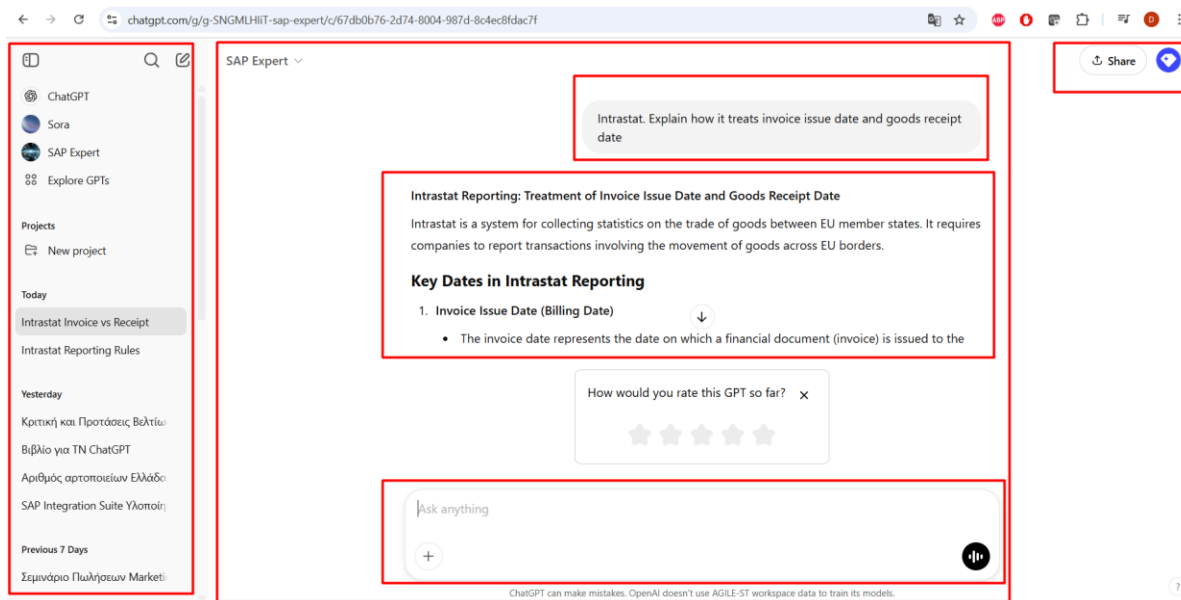 chatgpt.com/g/g-SNGMLHIiT-sap-expert/c/67db0b76-2d74-8004-987d-8c4ec8fdac7f
ABP
D
ChatGPT
Sora
SAP Expert
Explore GPTs
Projects
New project
Today
Intrastat Invoice vs Receipt
Intrastat Reporting Rules
Yesterday
Κριτική και Προτάσεις Βελτίω
Βιβλίο για ΤΝ ChatGPT
Αριθμός αρτοποιείων Ελλάδα
SAP Integration Suite Υλοποίη
Previous 7 Days
Σεμινάριο Πωλήσεων Marketi
SAP Expert
Share
Intrastat. Explain how it treats invoice issue date and goods receipt
date
Intrastat Reporting: Treatment of Invoice Issue Date and Goods Receipt Date
Intrastat is a system for collecting statistics on the trade of goods between EU member states. It requires
companies to report transactions involving the movement of goods across EU borders.
Key Dates in Intrastat Reporting
1. Invoice Issue Date (Billing Date)
• The invoice date represents the date on which a financial document (invoice) is issued to the
How would you rate this GPT so far?
Ask anything
ChatGPT can make mistakes. OpenAI doesn't use AGILE-ST workspace data to train its models.
?